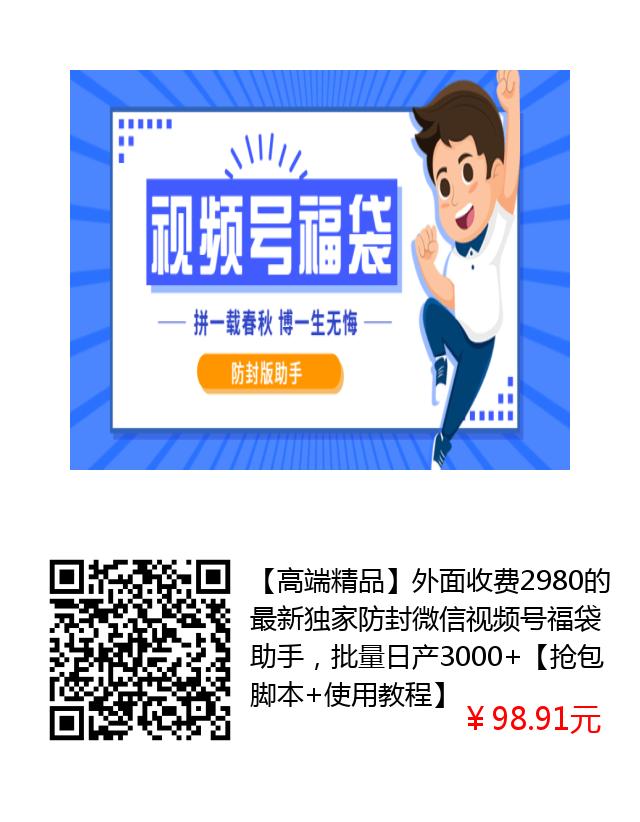 视频号福袋
拼一载春秋 博一生无悔
防封版助手
【高端精品】外面收费2980的
最新独家防封微信视频号福袋
助手，批量日产3000+【抢包
脚本+使用教程】
￥98.91元